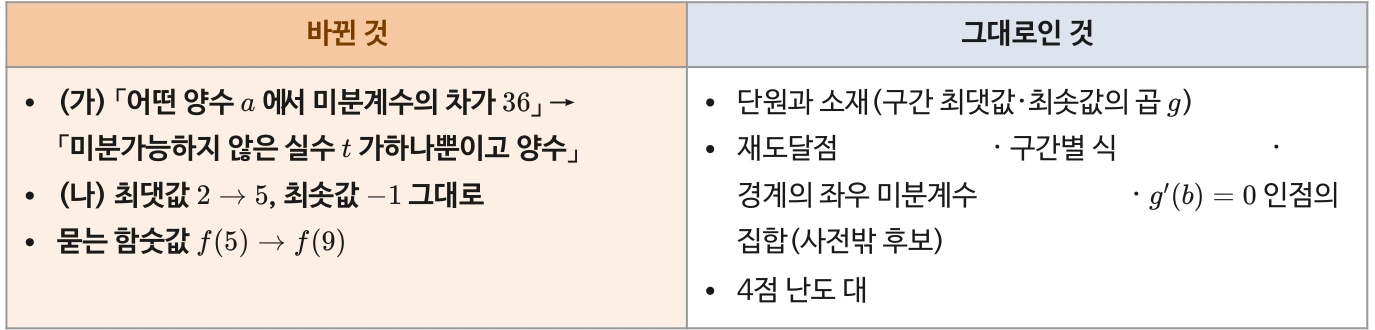 바뀐 것
• (가) 「어떤 양수 a 에서 미분계수의 차가 36」 →
「미분가능하지 않은 실수 t 가하나뿐이고 양수」
• (나) 최댓값 2 → 5, 최솟값 −1 그대로
• 묻는 함숫값 f(5) → f(9)
그대로인 것
• 단원과 소재(구간 최댓값·최솟값의 곱 g)
• 재도달점 · 구간별 식 ·
경계의 좌우 미분계수 · g′(b) = 0 인점의
집합(사전밖 후보)
• 4점 난도 대